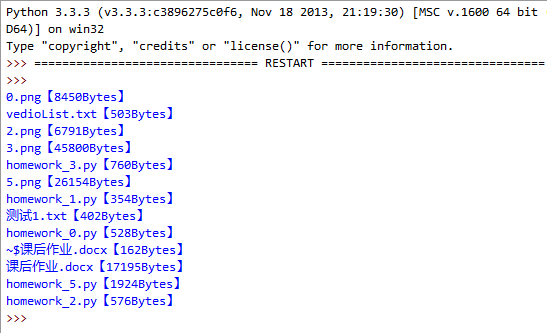 Python 3.3.3 (v3.3.3:c3896275c0f6, Nov 18 2013, 21:19:30) [MSC v.1600 64 bit
D64)] on win32
Type "copyright", "credits" or "license()" for more information.
>>> ================================ RESTART ================================
>>>
0.png【8450Bytes】
vedioList.txt【503Bytes】
2.png【6791Bytes】
3.png【45800Bytes】
homework_3.py【760Bytes】
5.png【26154Bytes】
homework_1.py【354Bytes】
测试1.txt【402Bytes】
homework_0.py【528Bytes】
~$课后作业.docx【162Bytes】
课后作业.docx【17195Bytes】
homework_5.py【1924Bytes】
homework_2.py【576Bytes】
>>>